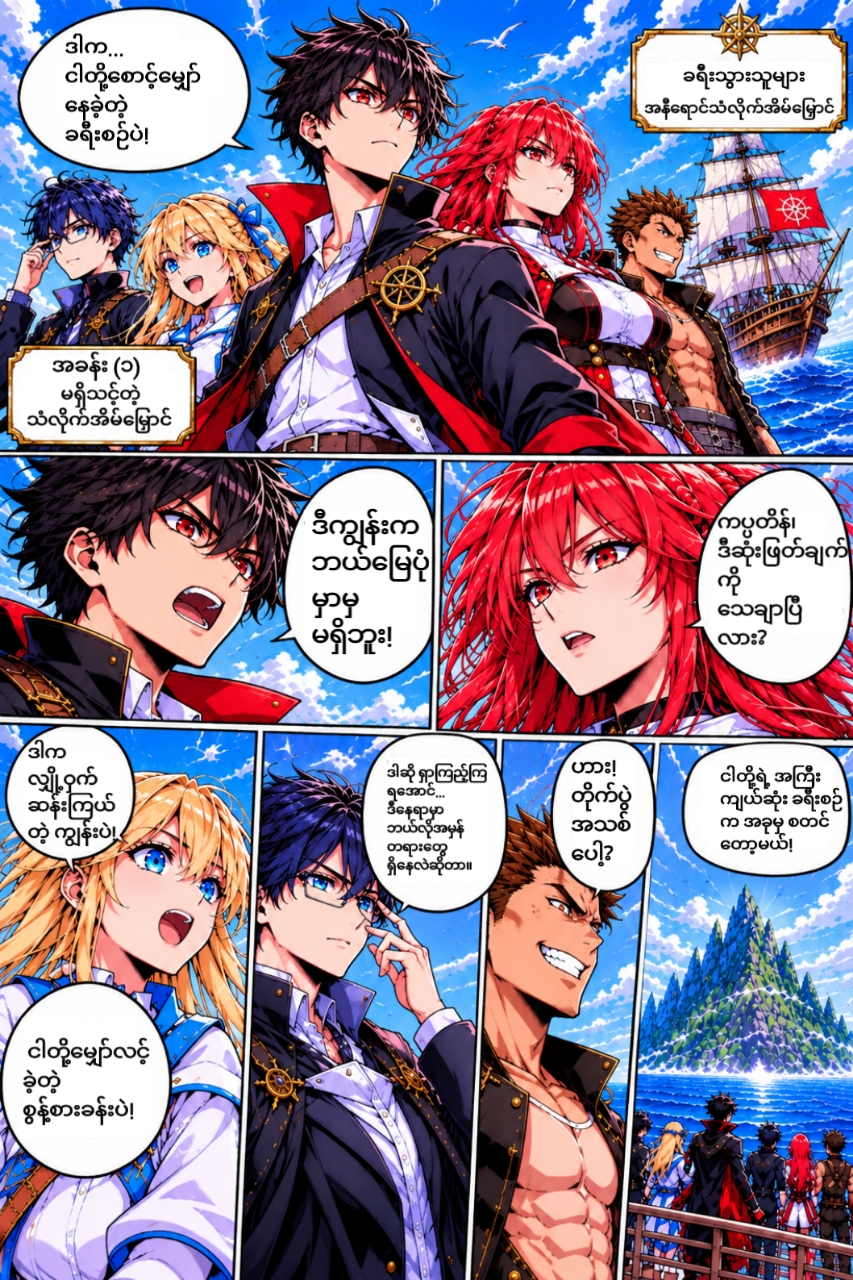 ဒါက...
ငါတို့စောင့်မျှော်
နေခဲ့တဲ့
ခရီးစဉ်ပဲ!
ခရီးသွားသူများ
အနီရောင်သံလိုက်အိမ်မြှောင်
အခန်း (၁)
မရှိသင့်တဲ့
သံလိုက်အိမ်မြှောင်
ဒီကျွန်းက
ဘယ်မြေပုံ
မှာမှ
မရှိဘူး!
ကပ္ပတိန်၊
ဒီဆုံးဖြတ်ချက်
ကို
သေချာပြီ
လား?
ဒါက
လျှို့ဝှက်
ဆန်းကြယ်
တဲ့ ကျွန်းပဲ!
ငါတို့မျှော်လင့်
ခဲ့တဲ့
စွန့်စားခန်းပဲ!
ဒါဆို ရှာကြည့်ကြ
ရအောင်...
ဒီနေရာမှာ
ဘယ်လိုအမှန်
တရားတွေ
ရှိနေလဲဆိုတာ။
ဟား!
တိုက်ပွဲ
အသစ်
ပေါ့?
ငါတို့ရဲ့ အကြီး
ကျယ်ဆုံး ခရီးစဉ်
က အခုမှ စတင်
တော့မယ်!